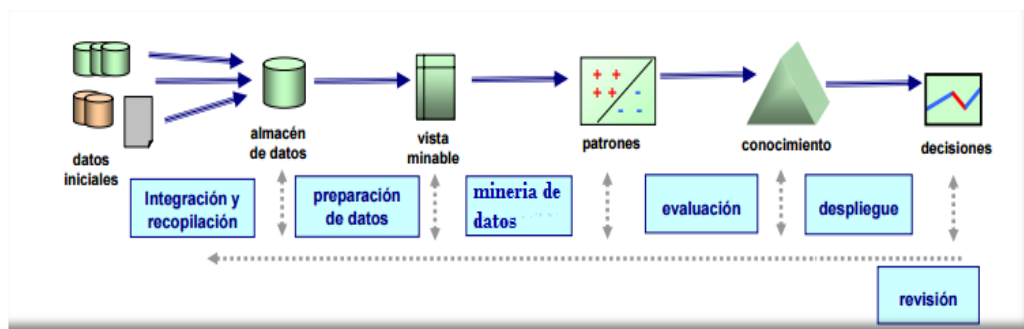 datos
iniciales
almacén
de datos
vista
minable
patrones
conocimiento
decisiones
Integración y
recopilación
preparación
de datos
mineria de
datos
evaluación
despliegue
revisión